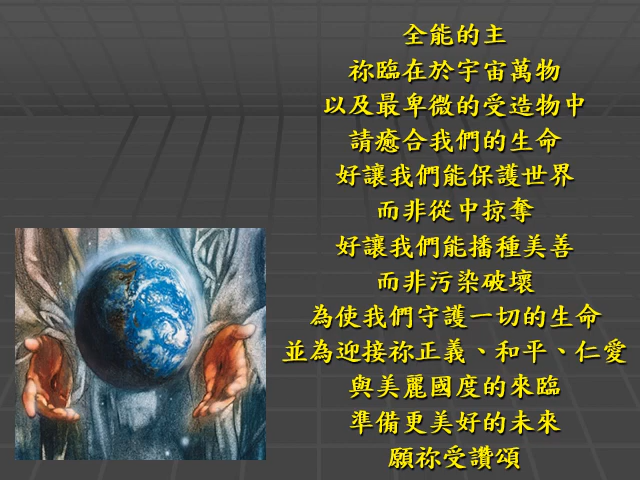 全能的主
祢臨在於宇宙萬物
以及最卑微的受造物中
請癒合我們的生命
好讓我們能保護世界
而非從中掠奪
好讓我們能播種美善
而非污染破壞
為使我們守護一切的生命
並為迎接祢正義、和平、仁愛
與美麗國度的來臨
準備更美好的未來
願祢受讚頌